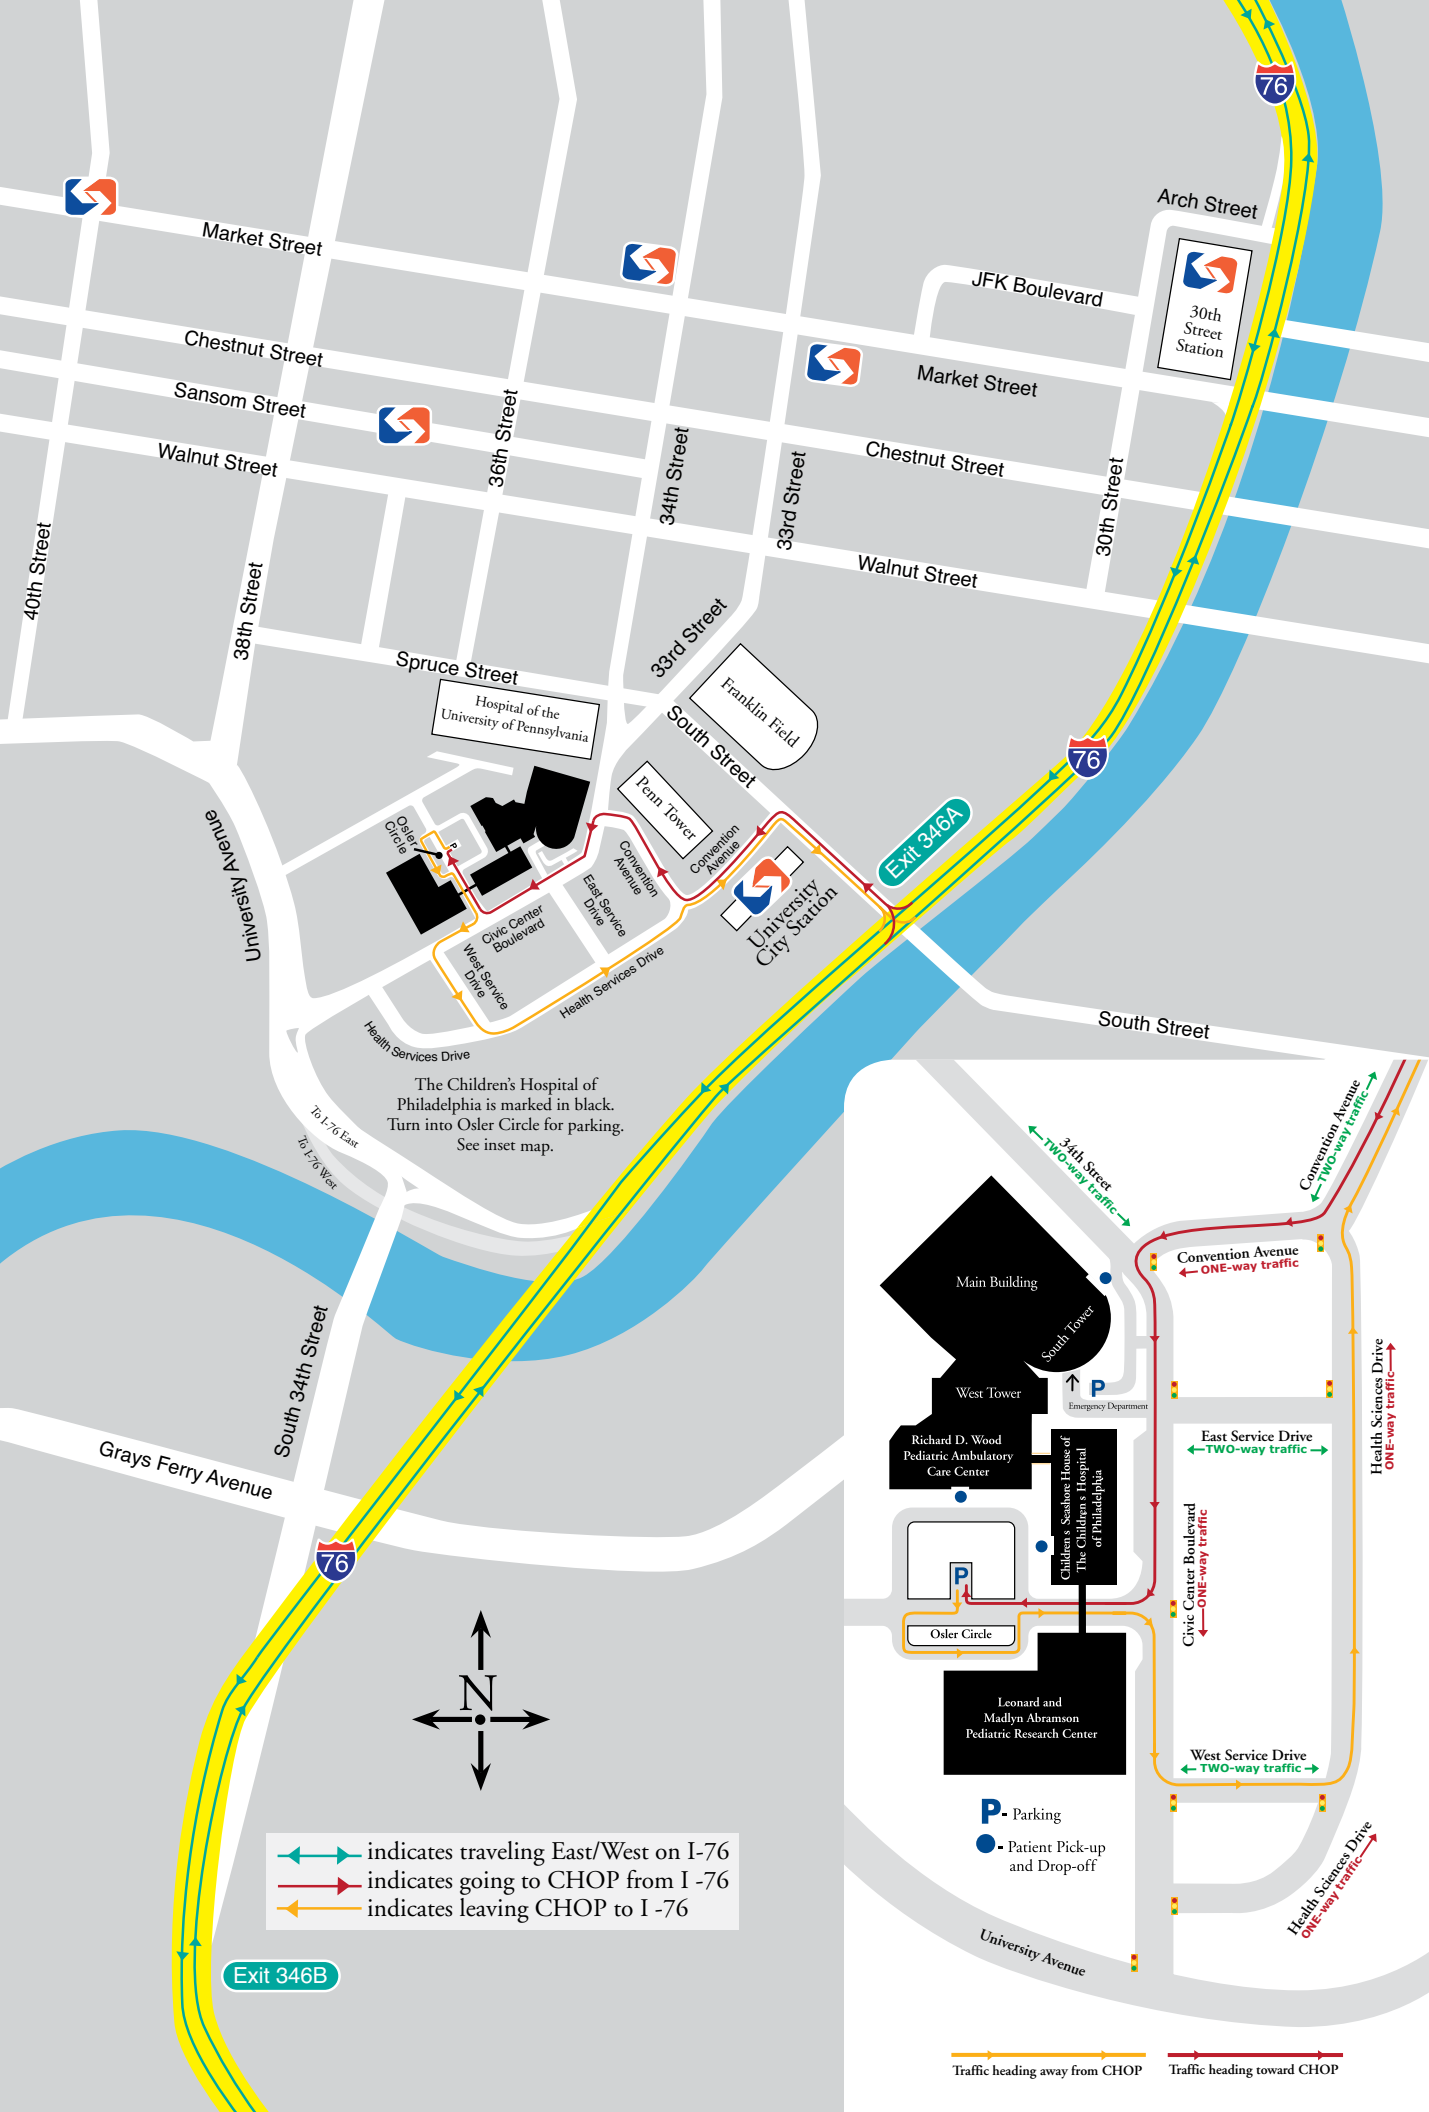 76
Arch Street
Market Street
JFK Boulevard
30th
Street
Station
Chestnut Street
Market Street
Sansom Street
36th Street
Walnut Street
34th Street
33rd Street
Chestnut Street
30th Street
40th Street
38th Street
Walnut Street
33rd Street
Spruce Street
Hospital of the
University of Pennsylvania
Franklin Field
South Street
76
Penn Tower
Exit 346A
University Avenue
Osler
Circle
P
Convention
Avenue
Convention
Avenue
University
City Station
East Service
Drive
Civic Center
Boulevard
West Service
Drive
Health Services Drive
Health Services Drive
South Street
The Children's Hospital of
Philadelphia is marked in black.
Turn into Osler Circle for parking.
See inset map.
To I-76 East
To I-76 West
South 34th Street
Grays Ferry Avenue
76
N
indicates traveling East/West on I-76
indicates going to CHOP from I -76
indicates leaving CHOP to I -76
Exit 346B
34th Street
TWO-way traffic
Convention Avenue
TWO-way traffic
Convention Avenue
ONE-way traffic
Main Building
South Tower
West Tower
P
Emergency Department
Richard D. Wood
Pediatric Ambulatory
Care Center
Children s Seashore House of
The Children s Hospital
of Philadelphia
East Service Drive
TWO-way traffic
Health Sciences Drive
ONE-way traffic
Civic Center Boulevard
ONE-way traffic
P
Osler Circle
Leonard and
Madlyn Abramson
Pediatric Research Center
West Service Drive
TWO-way traffic
P - Parking
- Patient Pick-up
and Drop-off
Health Sciences Drive
ONE-way traffic
University Avenue
Traffic heading away from CHOP
Traffic heading toward CHOP